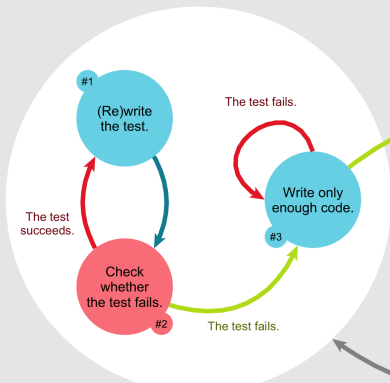 #1
(Re)write
the test.
The test
succeeds.
Check
whether
the test fails.
#2
The test fails.
The test fails.
Write only
enough code.
#3